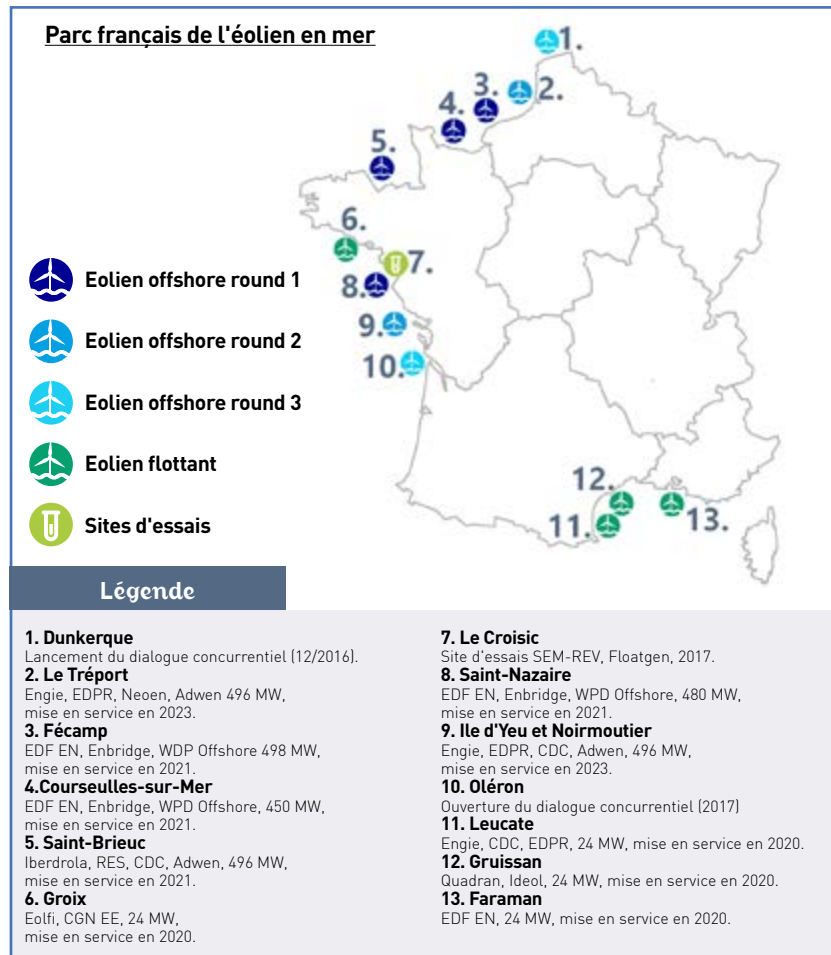 Parc français de l'éolien en mer
1.
2.
3.
4.
5.
6.
7.
8.
9.
10.
12.
11.
13.
Eolien offshore round 1
Eolien offshore round 2
Eolien offshore round 3
Eolien flottant
Sites d'essais
Légende
1. Dunkerque
Lancement du dialogue concurrentiel (12/2016).
2. Le Tréport
Engie, EDPR, Neoen, Adwen 496 MW,
mise en service en 2023.
3. Fécamp
EDF EN, Enbridge, WDP Offshore 498 MW,
mise en service en 2021.
4.Courseulles-sur-Mer
EDF EN, Enbridge, WPD Offshore, 450 MW,
mise en service en 2021.
5. Saint-Brieuc
Iberdrola, RES, CDC, Adwen, 496 MW,
mise en service en 2021.
6. Groix
Eolfi, CGN EE, 24 MW,
mise en service en 2020.
7. Le Croisic
Site d'essais SEM-REV, Floatgen, 2017.
8. Saint-Nazaire
EDF EN, Enbridge, WPD Offshore, 480 MW,
mise en service en 2021.
9. Ile d'Yeu et Noirmoutier
Engie, EDPR, CDC, Adwen, 496 MW,
mise en service en 2023.
10. Oléron
Ouverture du dialogue concurrentiel (2017)
11. Leucate
Engie, CDC, EDPR, 24 MW, mise en service en 2020.
12. Gruissan
Quadran, Ideol, 24 MW, mise en service en 2020.
13. Faraman
EDF EN, 24 MW, mise en service en 2020.